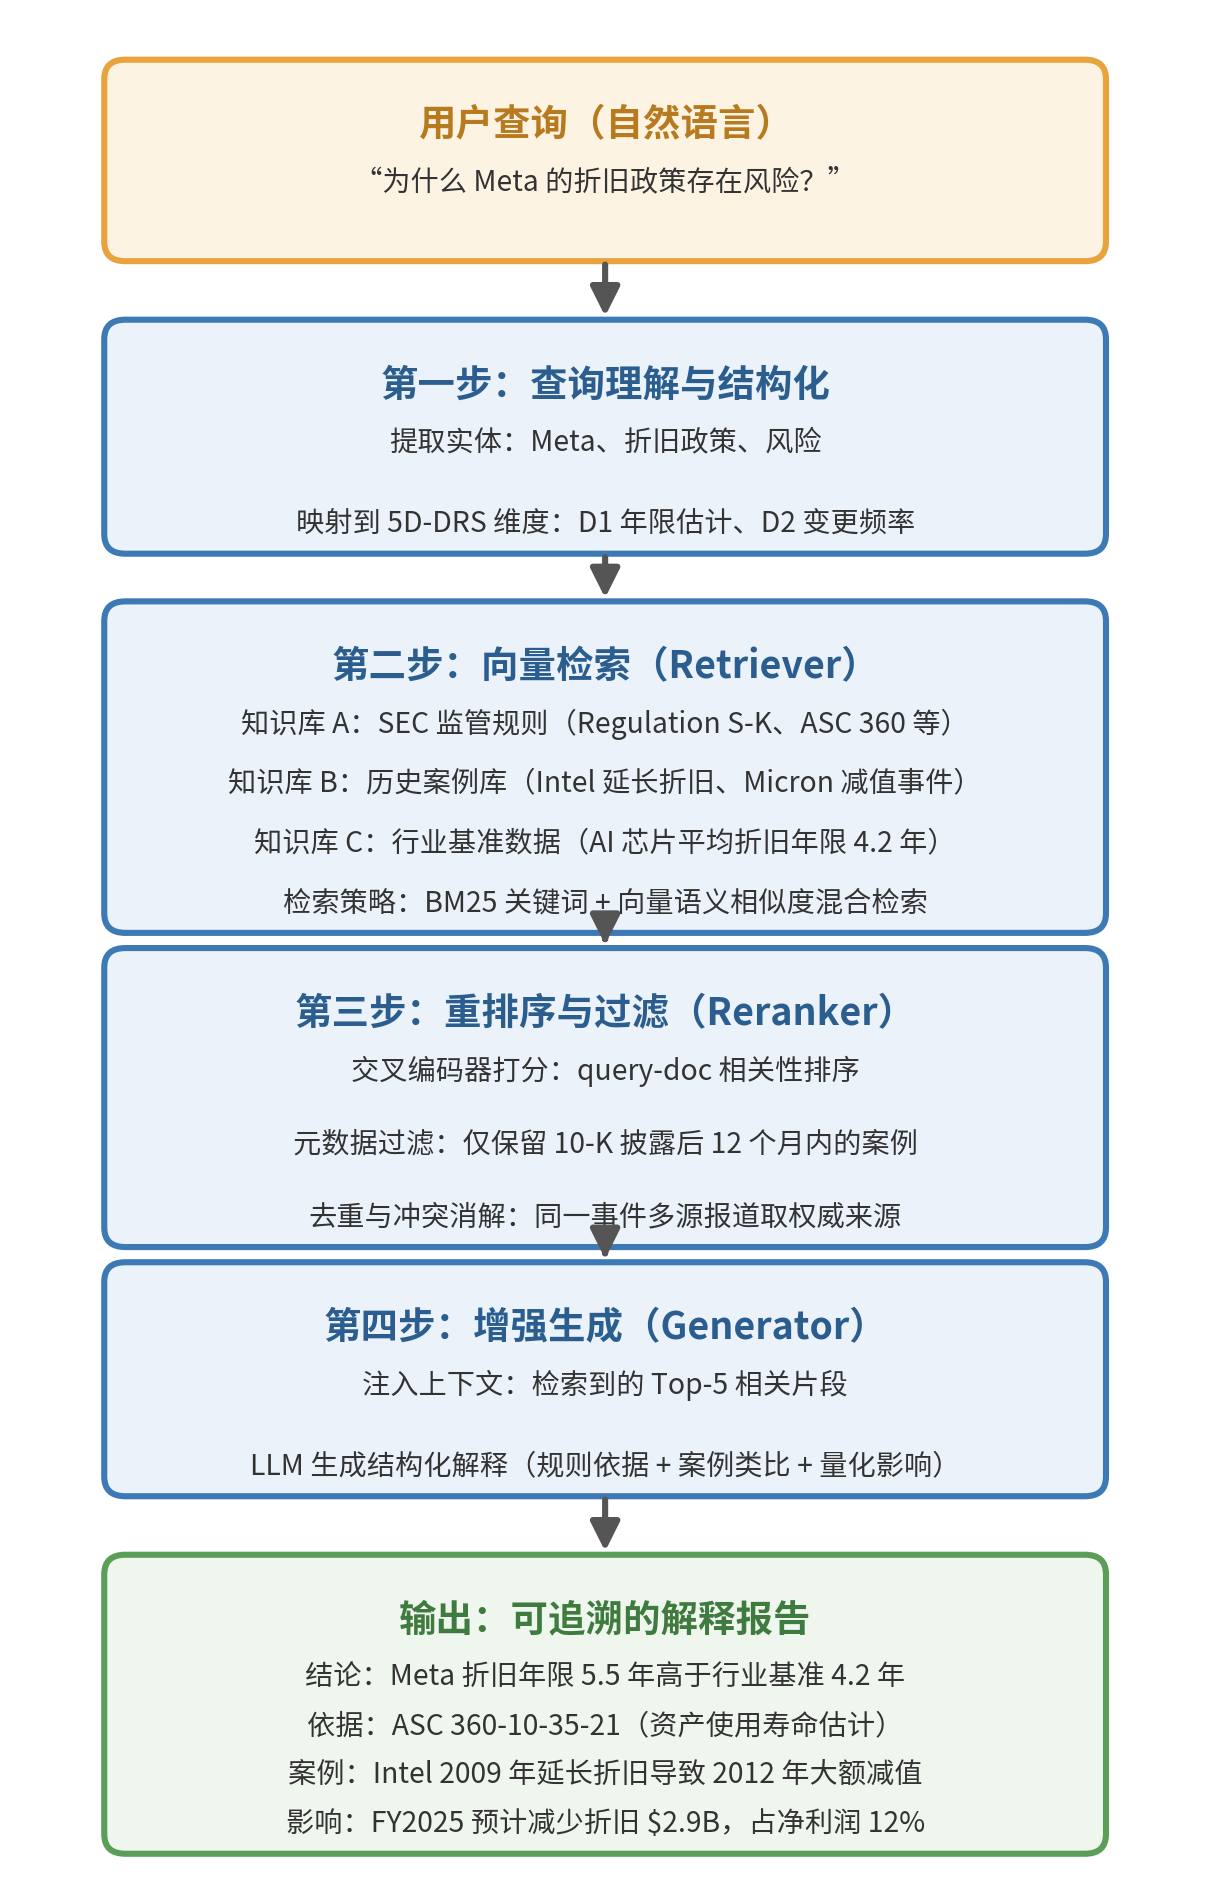 用户查询（自然语言）
“为什么 Meta 的折旧政策存在风险？”
第一步：查询理解与结构化
提取实体：Meta、折旧政策、风险
映射到 5D-DRS 维度：D1 年限估计、D2 变更频率
第二步：向量检索（Retriever）
知识库 A：SEC 监管规则（Regulation S-K、ASC 360 等）
知识库 B：历史案例库（Intel 延长折旧、Micron 减值事件）
知识库 C：行业基准数据（AI 芯片平均折旧年限 4.2 年）
检索策略：BM25 关键词 + 向量语义相似度混合检索
第三步：重排序与过滤（Reranker）
交叉编码器打分：query-doc 相关性排序
元数据过滤：仅保留 10-K 披露后 12 个月内的案例
去重与冲突消解：同一事件多源报道取权威来源
第四步：增强生成（Generator）
注入上下文：检索到的 Top-5 相关片段
LLM 生成结构化解释（规则依据 + 案例类比 + 量化影响）
输出：可追溯的解释报告
结论：Meta 折旧年限 5.5 年高于行业基准 4.2 年
依据：ASC 360-10-35-21（资产使用寿命估计）
案例：Intel 2009 年延长折旧导致 2012 年大额减值
影响：FY2025 预计减少折旧 $2.9B，占净利润 12%